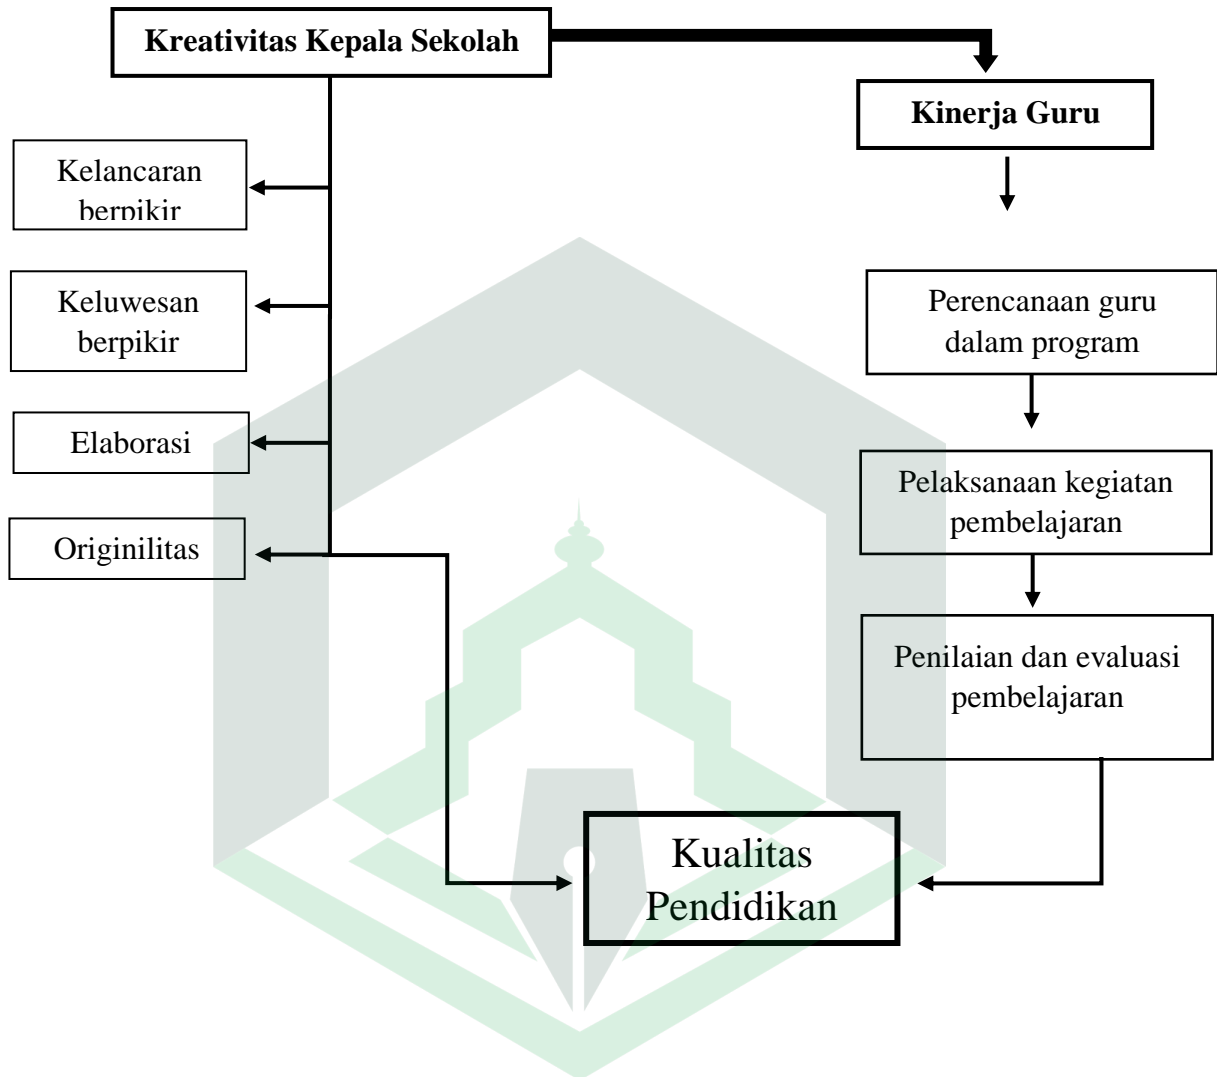 Kreativitas Kepala Sekolah
Kinerja Guru
Kelancaran
berpikir
Keluwesan
berpikir
Elaborasi
Originilitas
Perencanaan guru
dalam program
Pelaksanaan kegiatan
pembelajaran
Penilaian dan evaluasi
pembelajaran
Kualitas
Pendidikan